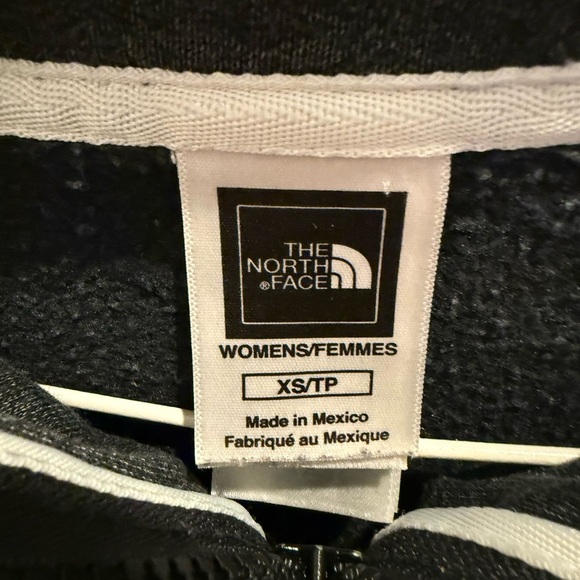 THE
NORTH
®FACE
WOMENS/FEMMES
XS/TP
Made in Mexico
Fabriqué au Mexique